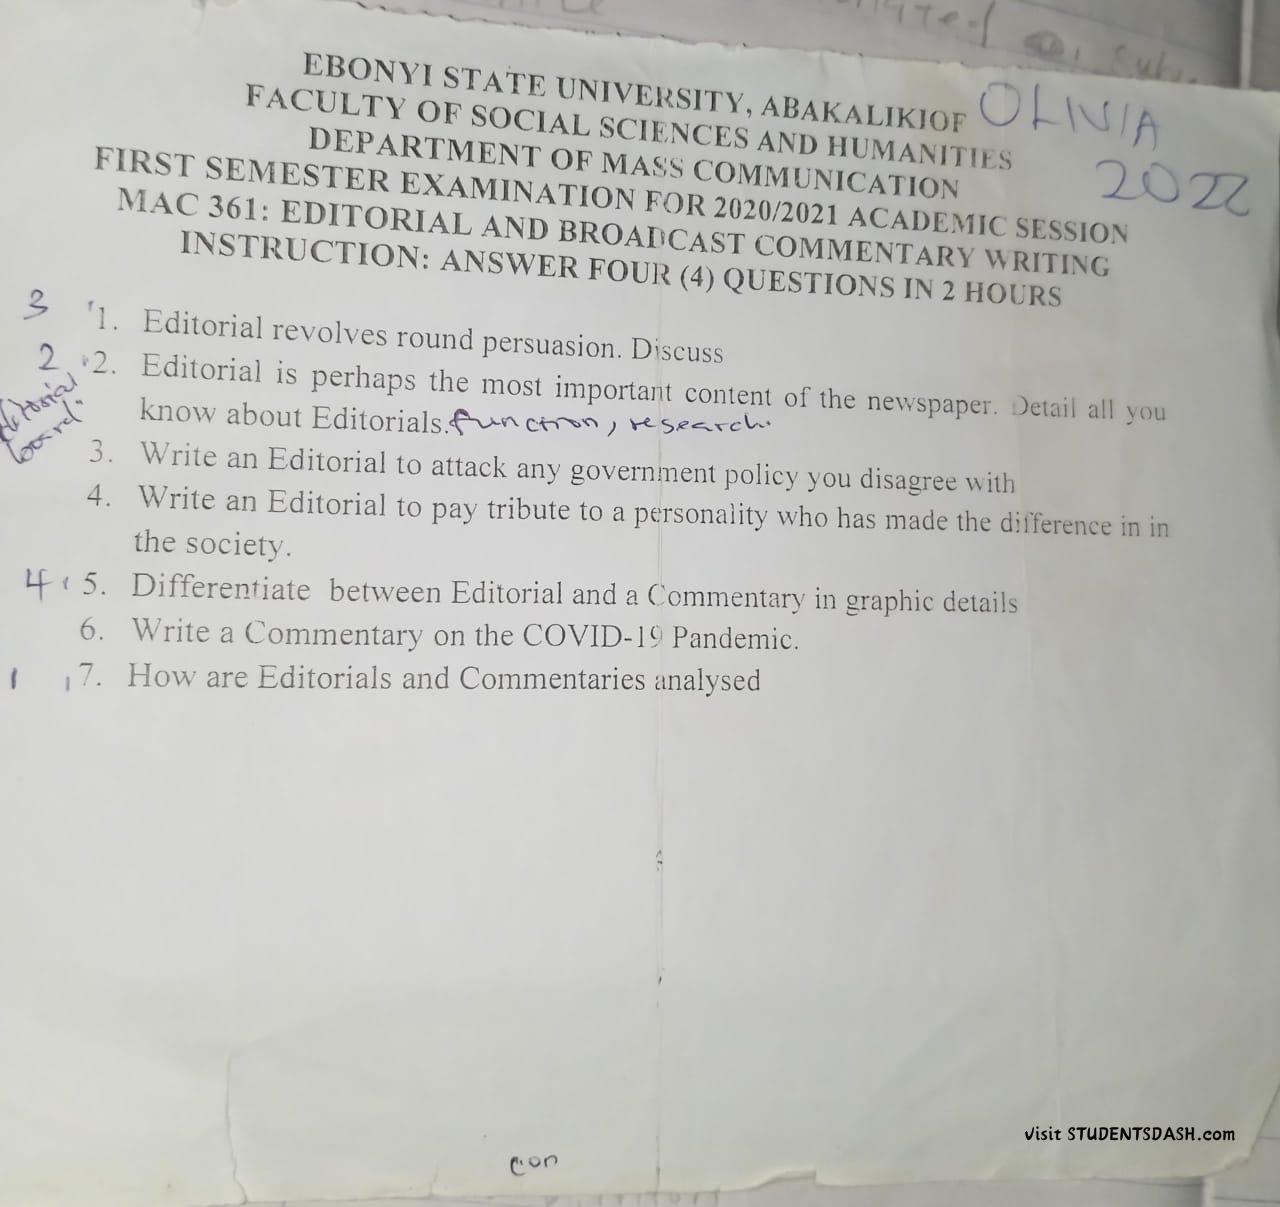 OLIVIA
2022
EBONYI STATE UNIVERSITY, ABAKALIKIOF
FACULTY OF SOCIAL SCIENCES AND HUMANITIES
DEPARTMENT OF MASS COMMUNICATION
FIRST SEMESTER EXAMINATION FOR 2020/2021 ACADEMIC SESSION
MAC 361: EDITORIAL AND BROADCAST COMMENTARY WRITING
INSTRUCTION: ANSWER FOUR (4) QUESTIONS IN 2 HOURS
3 1. Editorial revolves round persuasion. Discuss
2 2. Editorial is perhaps the most important content of the newspaper. Detail all you
know about Editorials. function, research.
Editorial
board"
3. Write an Editorial to attack any government policy you disagree with
4. Write an Editorial to pay tribute to a personality who has made the difference in in
the society.
4 5. Differentiate between Editorial and a Commentary in graphic details
6. Write a Commentary on the COVID-19 Pandemic.
1 7. How are Editorials and Commentaries analysed
visit STUDENTSDASH.com
con